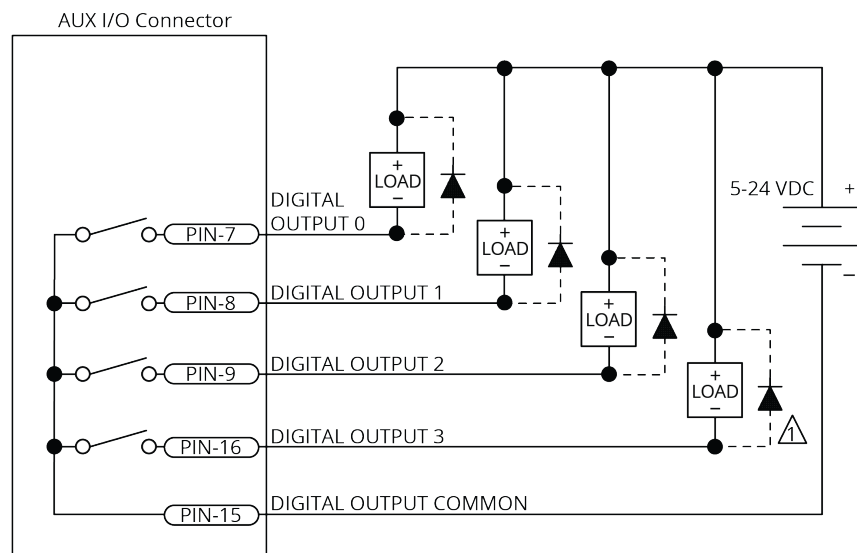 AUX I/O Connector
+
LOAD
−
DIGITAL
OUTPUT 0
PIN-7
5-24 VDC
+
−
+
LOAD
−
PIN-8
DIGITAL OUTPUT 1
+
LOAD
−
PIN-9
DIGITAL OUTPUT 2
+
LOAD
−
1
PIN-16
DIGITAL OUTPUT 3
PIN-15
DIGITAL OUTPUT COMMON